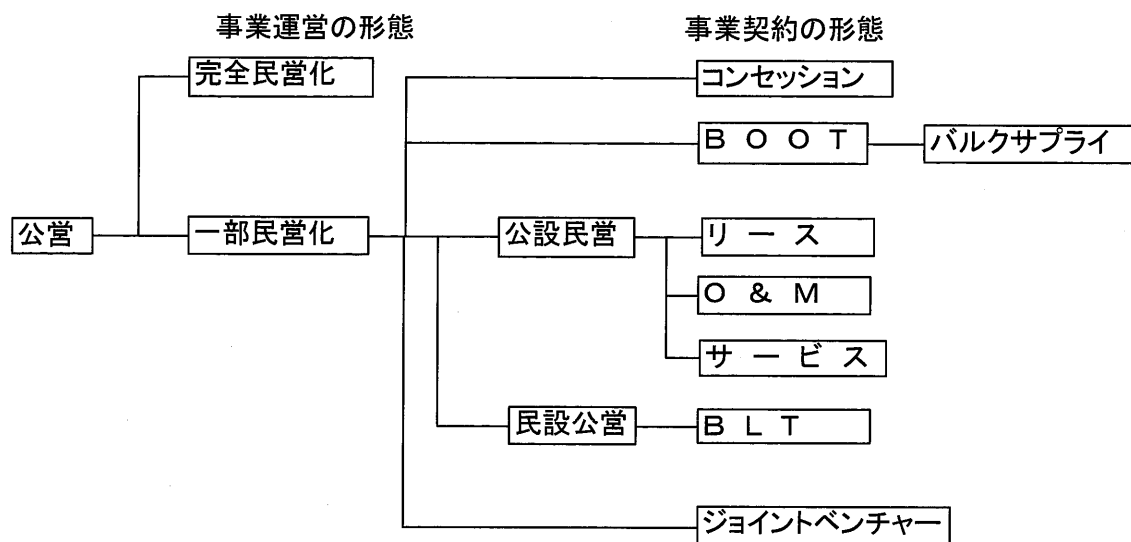 事業運営の形態
事業契約の形態
完全民営化
コンセッション
ＢＯＯＴ
バルクサプライ
公営
一部民営化
公設民営
リース
Ｏ＆Ｍ
サービス
民設公営
ＢＬＴ
ジョイントベンチャー